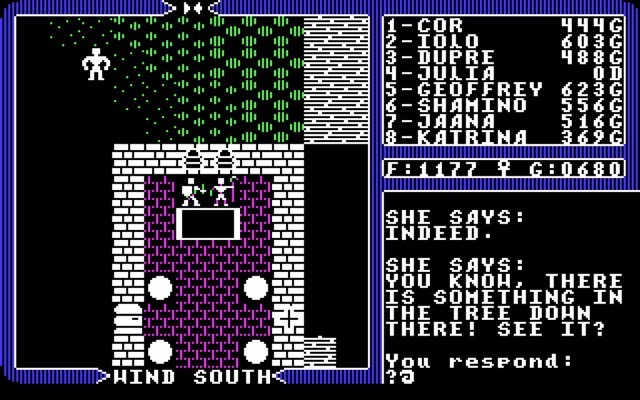 1-COR 444G
2-IOLO 603G
3-DUPRE 488G
4-JULIA 0D
5-GEOFFREY 623G
6-SHAMINO 556G
7-JAANA 516G
8-KATRINA 369G
F:1177 G:0680
SHE SAYS:
INDEED.
SHE SAYS:
YOU KNOW, THERE
IS SOMETHING IN
THE TREE DOWN
THERE! SEE IT?
You respond:
?
WIND SOUTH